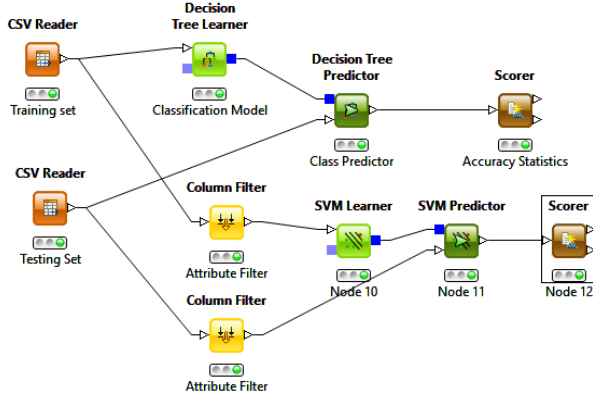 Decision
Tree Learner
CSV Reader
Training set
Classification Model
Decision Tree
Predictor
Class Predictor
Scorer
Accuracy Statistics
CSV Reader
Testing Set
Column Filter
Attribute Filter
SVM Learner
Node 10
SVM Predictor
Node 11
Scorer
Node 12
Column Filter
Attribute Filter